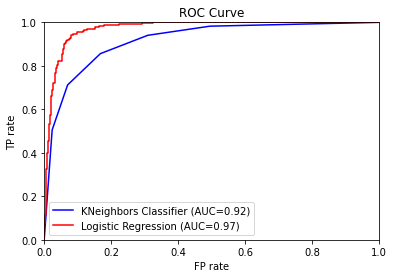 ROC Curve
1.0
0.8
0.6
0.4
0.2
0.0
TP rate
KNeighbors Classifier (AUC=0.92)
Logistic Regression (AUC=0.97)
0.0 0.2 0.4 0.6 0.8 1.0
FP rate